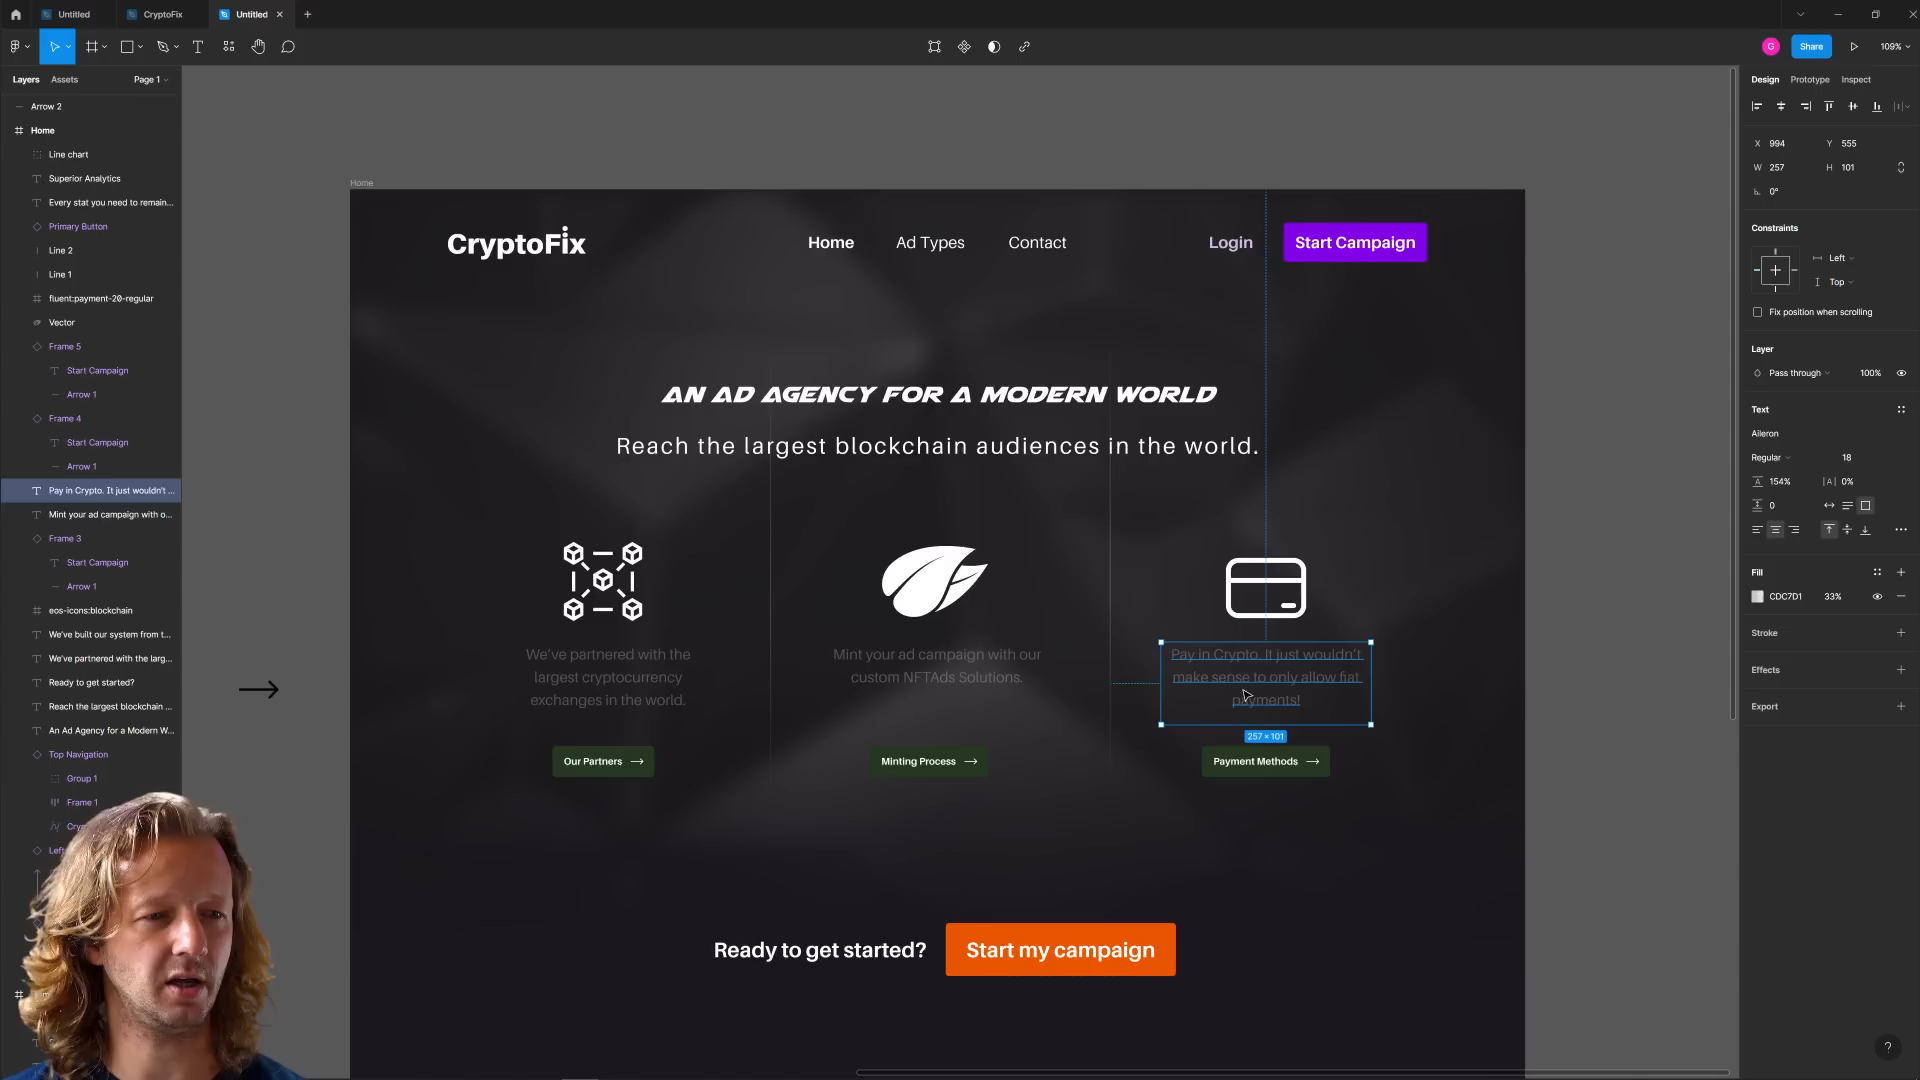 Untitled
CryptoFix
Untitled
G
Share
109%
Layers
Assets
Page 1
Arrow 2
Home
Line chart
Superior Analytics
Every stat you need to remain...
Primary Button
Line 2
Line 1
fluent:payment-20-regular
Vector
Frame 5
Start Campaign
Arrow 1
Frame 4
Start Campaign
Arrow 1
Pay in Crypto. It just wouldn't ...
Mint your ad campaign with o...
Frame 3
Start Campaign
Arrow 1
eos-icons:blockchain
We've built our system from t...
We've partnered with the larg...
Ready to get started?
Reach the largest blockchain ...
An Ad Agency for a Modern W...
Top Navigation
Group 1
Frame 1
Home
CryptoFix
Home
Ad Types
Contact
Login
Start Campaign
AN AD AGENCY FOR A MODERN WORLD
Reach the largest blockchain audiences in the world.
We've partnered with the
largest cryptocurrency
exchanges in the world.
Our Partners
Mint your ad campaign with our
custom NFTAds Solutions.
Minting Process
Pay in Crypto. It just wouldn't
make sense to only allow fiat
payments!
257 × 101
Payment Methods
Ready to get started?
Start my campaign
Design
Prototype
Inspect
X 994
Y 555
W 257
H 101
0°
Constraints
Left
Top
Fix position when scrolling
Layer
Pass through
100%
Text
Aileron
Regular
18
154%
0%
0
Fill
CDC7D1
33%
Stroke
Effects
Export
?